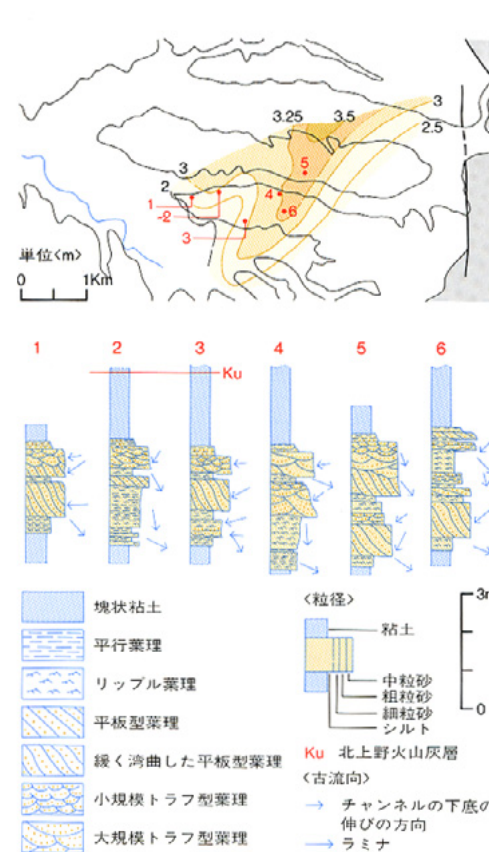 3.25 3.5 3
2.5
3
2
5
4
1
-2
6
3
単位<m>
0 1Km
1 2 3 4 5 6
Ku
塊状粘土
平行葉理
リップル葉理
平板型葉理
緩く湾曲した平板型葉理
小規模トラフ型葉理
大規模トラフ型葉理
<粒径>
粘土
中粒砂
粗粒砂
細粒砂
シルト
3m
0
Ku 北上野火山灰層
<古流向>
チャンネルの下底の
伸びの方向
ラミナ